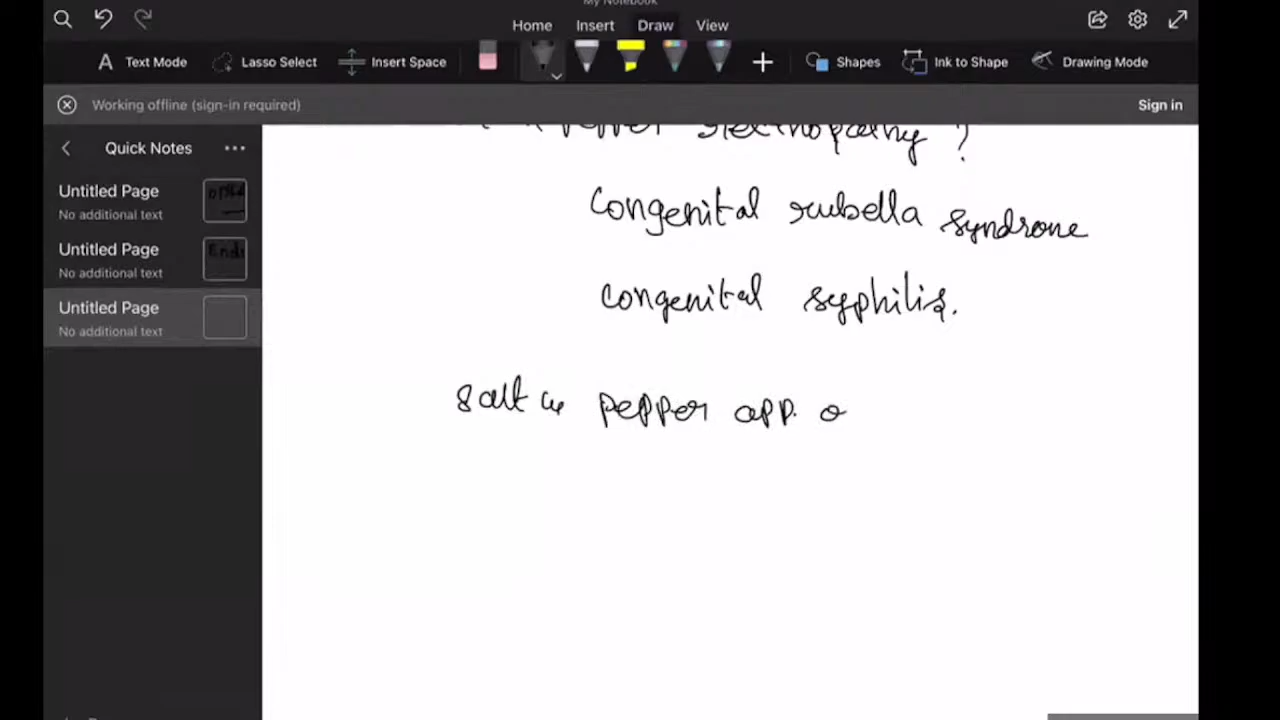 My Notebook
Home Insert Draw View
Text Mode Lasso Select Insert Space Shapes Ink to Shape Drawing Mode
Working offline (sign-in required) Sign in
Quick Notes
Untitled Page
No additional text
Untitled Page
No additional text
Untitled Page
No additional text
pepper ?
congenital rubella syndrone
congenital syphilis.
salt & pepper app. o